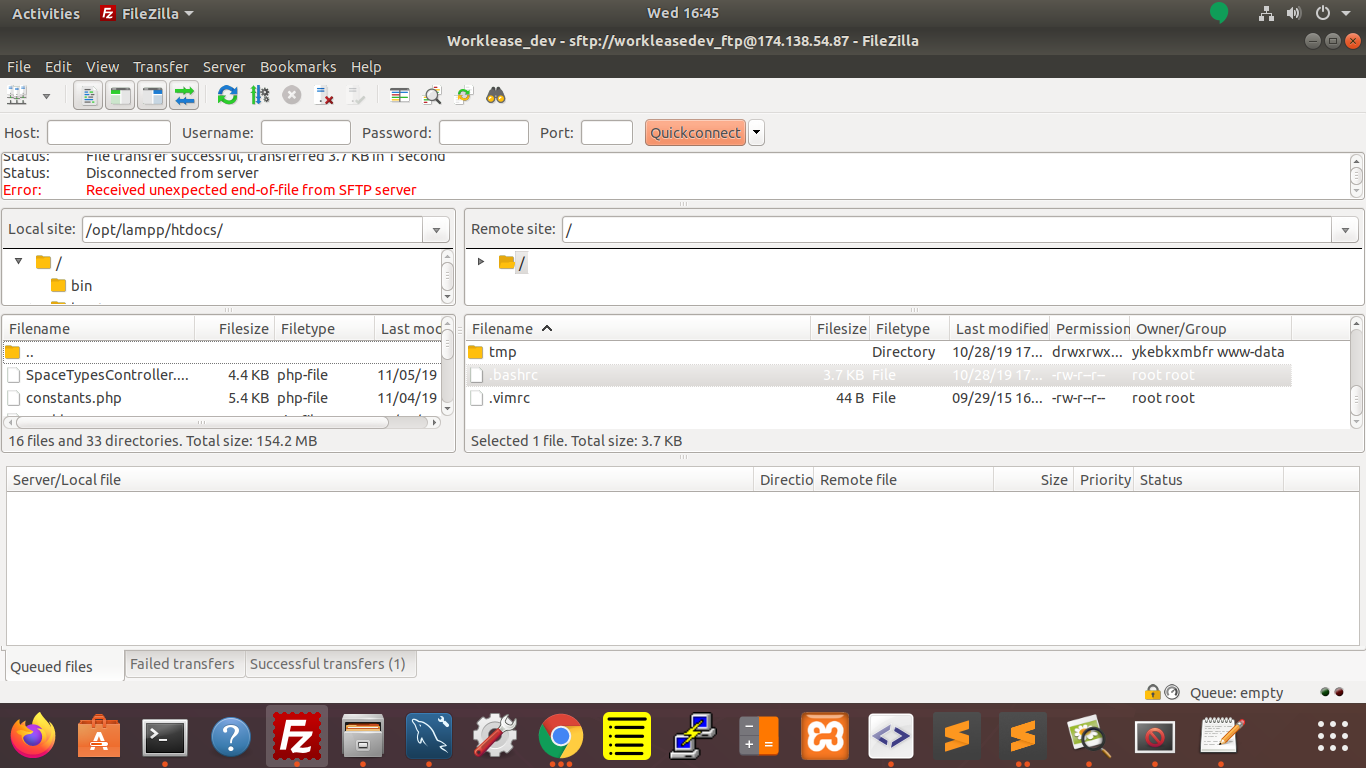 Activities FileZilla Wed 16:45
Worklease_dev - sftp://workleasedev_ftp@174.138.54.87 - FileZilla
File Edit View Transfer Server Bookmarks Help
Host: Username: Password: Port: Quickconnect
Status: File transfer successful, transferred 3.7 KB in 1 second
Status: Disconnected from server
Error: Received unexpected end-of-file from SFTP server
Local site: /opt/lampp/htdocs/ Remote site: /
/ /
bin
Filename Filesize Filetype Last mod Filename Filesize Filetype Last modified Permission Owner/Group
.. tmp Directory 10/28/19 17... drwxrwx... ykebkxmbfr www-data
SpaceTypesController.... 4.4 KB php-file 11/05/19 .bashrc 3.7 KB File 10/28/19 17... -rw-r--r-- root root
constants.php 5.4 KB php-file 11/04/19 .vimrc 44 B File 09/29/15 16... -rw-r--r-- root root
16 files and 33 directories. Total size: 154.2 MB Selected 1 file. Total size: 3.7 KB
Server/Local file Directio Remote file Size Priority Status
Queued files Failed transfers Successful transfers (1)
Queue: empty